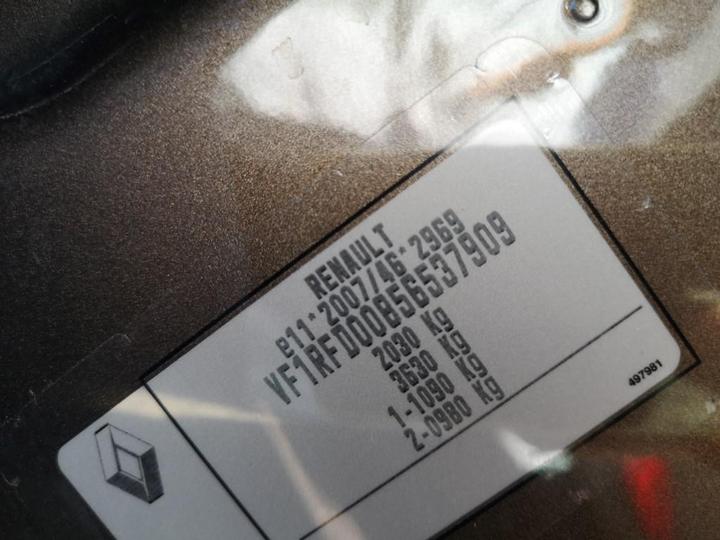 RENAULT
e11*2007/46*2969
VF1RFD00856537909
2030 Kg
3630 Kg
1-1090 Kg
2-0980 Kg
497981